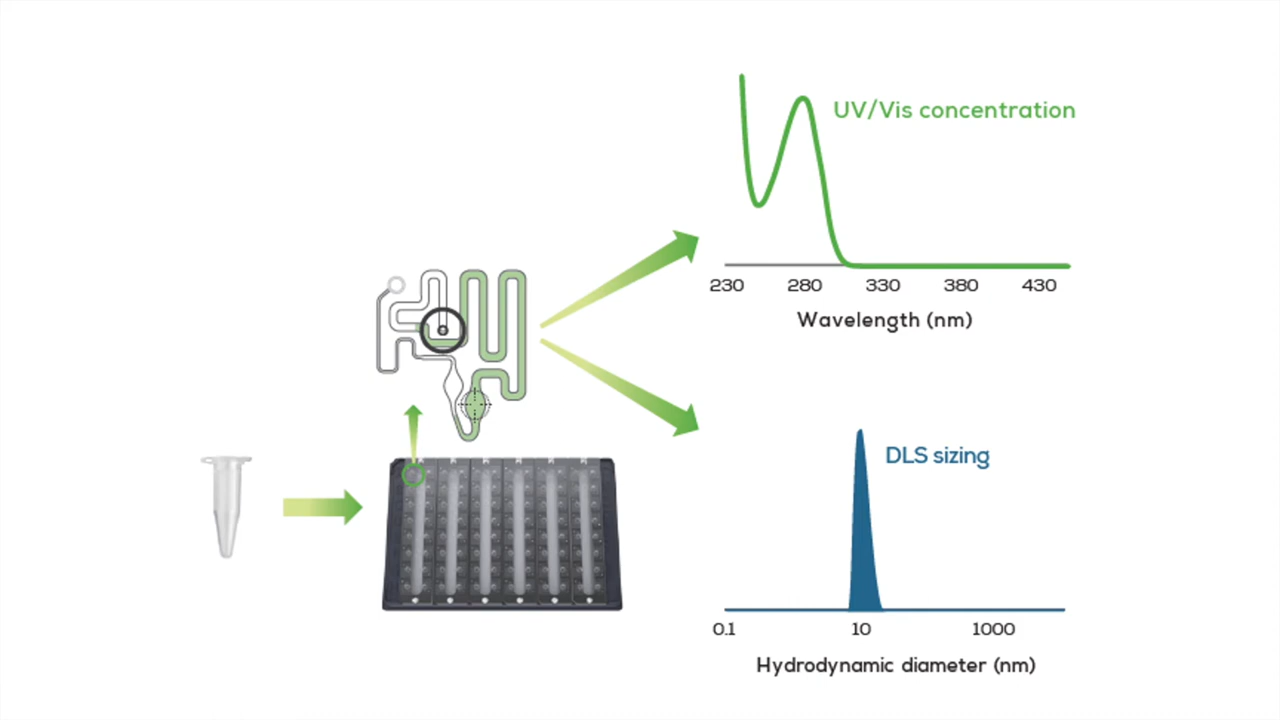 UV/Vis concentration
230 280 330 380 430
Wavelength (nm)
DLS sizing
0.1 10 1000
Hydrodynamic diameter (nm)